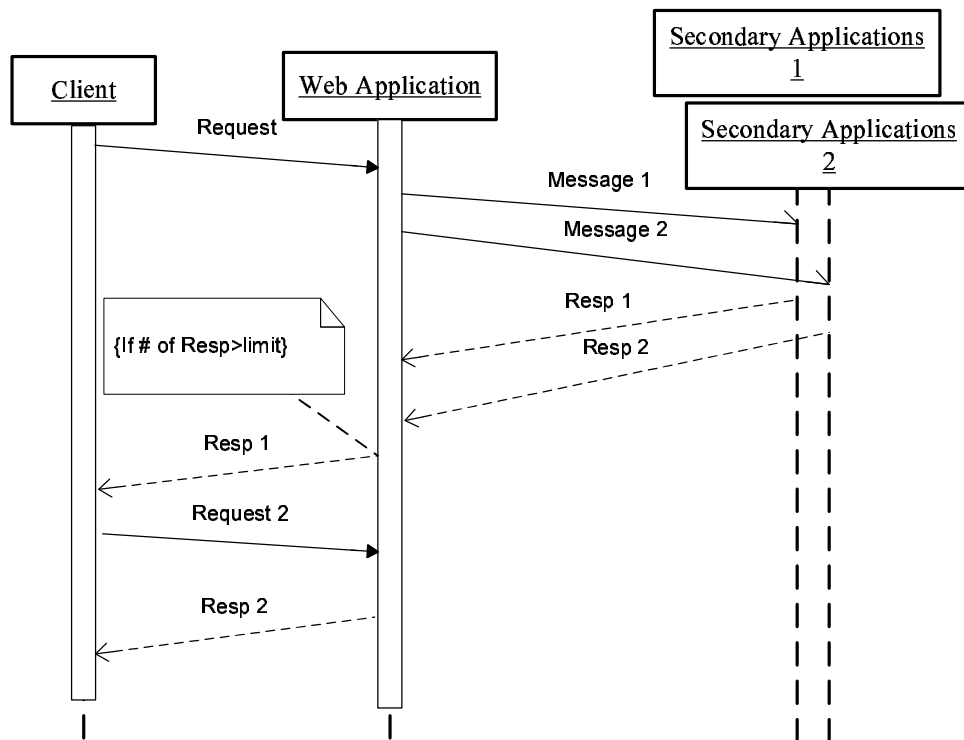 Secondary Applications
1
Client
Web Application
Secondary Applications
2
Request
Message 1
Message 2
Resp 1
{If # of Resp>limit}
Resp 2
Resp 1
Request 2
Resp 2